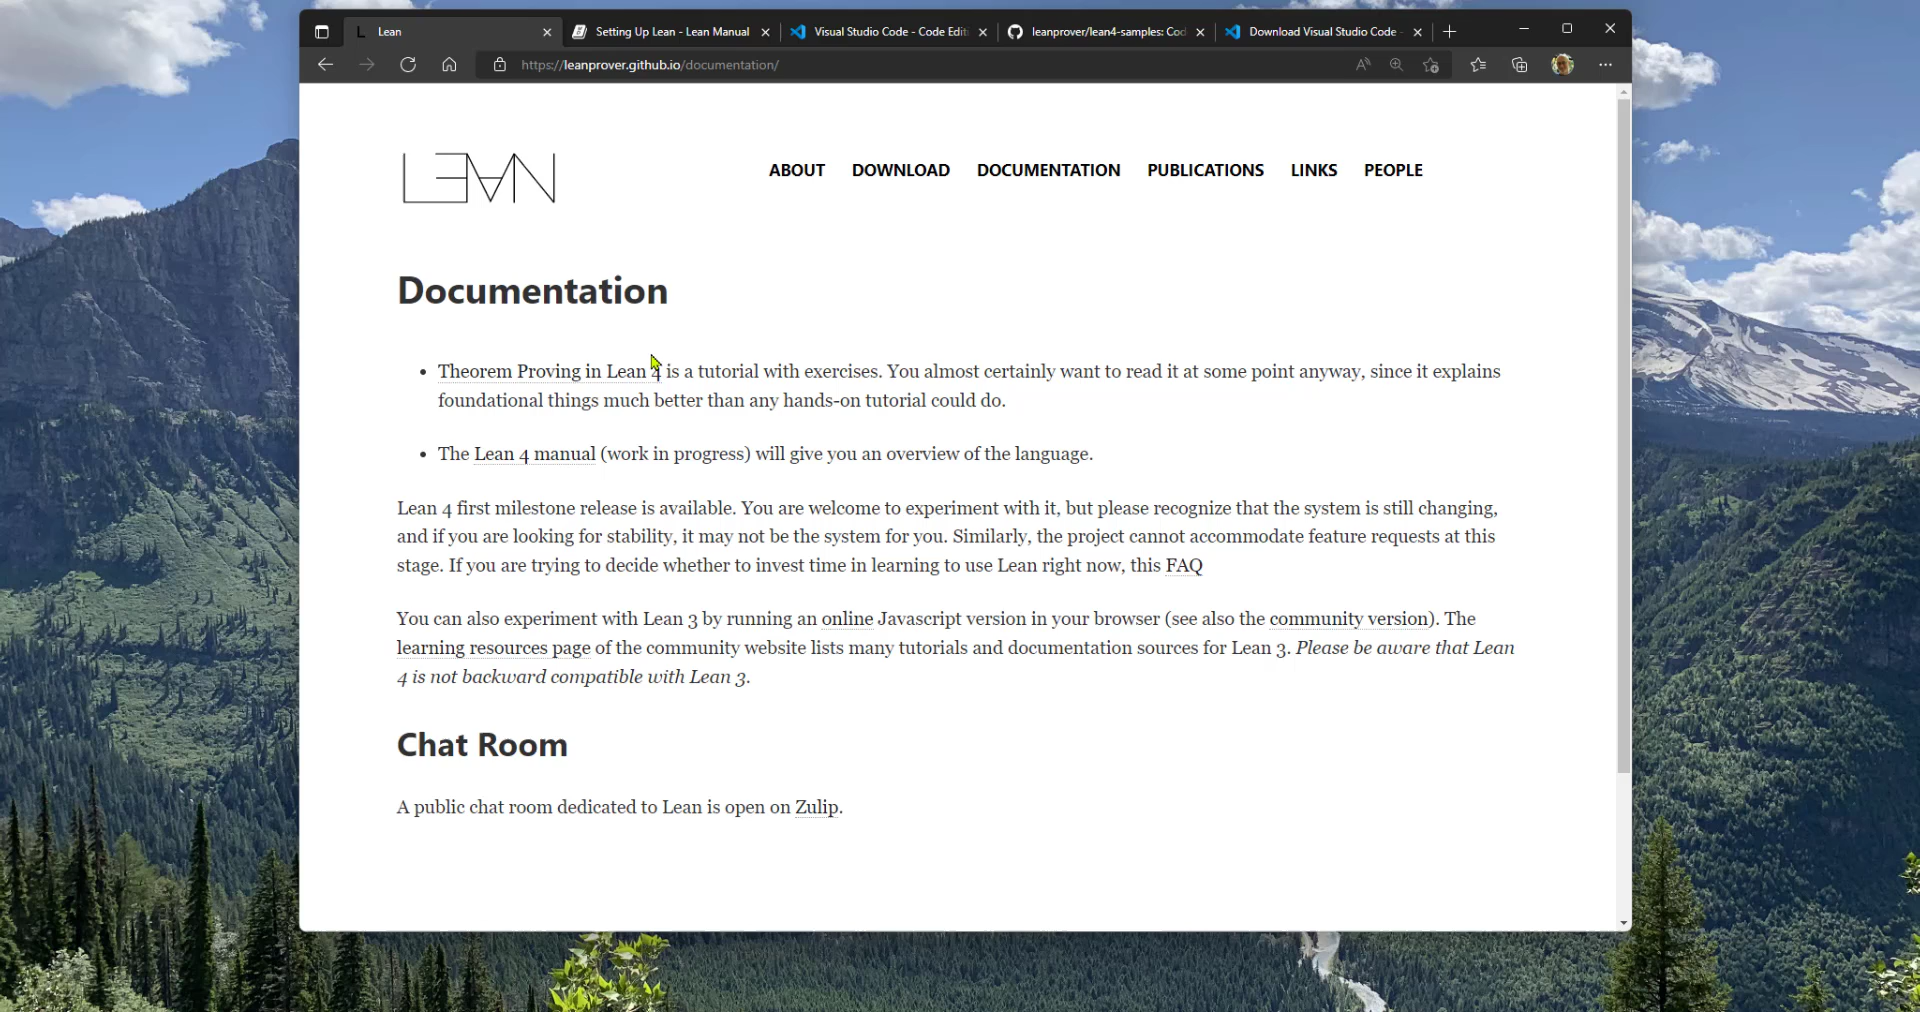 Lean
Setting Up Lean - Lean Manual
Visual Studio Code - Code Edit
leanprover/lean4-samples: Cod
Download Visual Studio Code -
https://leanprover.github.io/documentation/
LEAN
ABOUT DOWNLOAD DOCUMENTATION PUBLICATIONS LINKS PEOPLE
Documentation
• Theorem Proving in Lean 4 is a tutorial with exercises. You almost certainly want to read it at some point anyway, since it explains
foundational things much better than any hands-on tutorial could do.
• The Lean 4 manual (work in progress) will give you an overview of the language.
Lean 4 first milestone release is available. You are welcome to experiment with it, but please recognize that the system is still changing,
and if you are looking for stability, it may not be the system for you. Similarly, the project cannot accommodate feature requests at this
stage. If you are trying to decide whether to invest time in learning to use Lean right now, this FAQ
You can also experiment with Lean 3 by running an online Javascript version in your browser (see also the community version). The
learning resources page of the community website lists many tutorials and documentation sources for Lean 3. Please be aware that Lean
4 is not backward compatible with Lean 3.
Chat Room
A public chat room dedicated to Lean is open on Zulip.